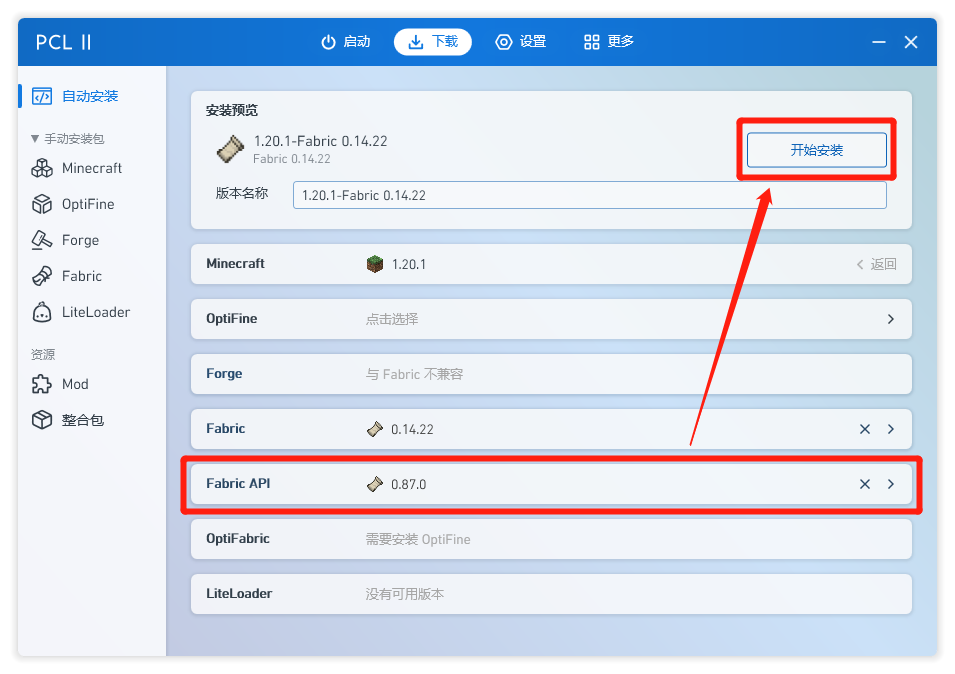 PCL II
启动
下载
设置
更多
自动安装
手动安装包
Minecraft
OptiFine
Forge
Fabric
LiteLoader
资源
Mod
整合包
安装预览
1.20.1-Fabric 0.14.22
Fabric 0.14.22
开始安装
版本名称 1.20.1-Fabric 0.14.22
Minecraft 1.20.1 返回
OptiFine 点击选择
Forge 与 Fabric 不兼容
Fabric 0.14.22
Fabric API 0.87.0
OptiFabric 需要安装 OptiFine
LiteLoader 没有可用版本